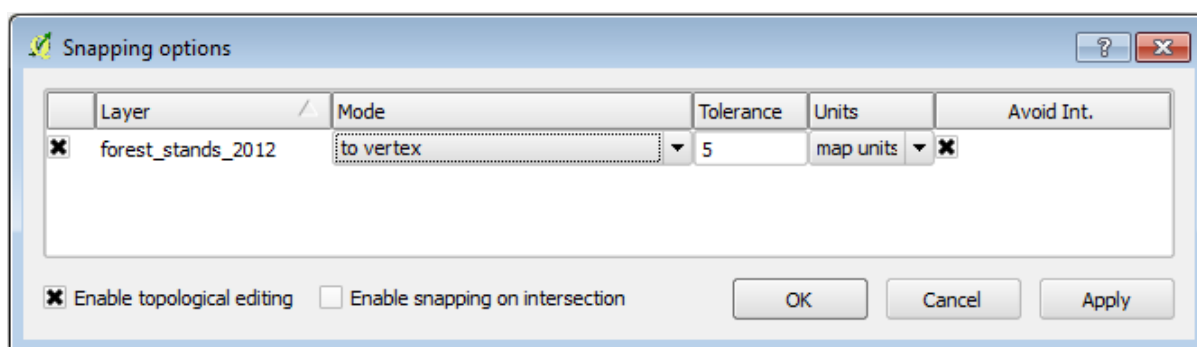 Snapping options
Layer Mode Tolerance Units Avoid Int.
forest_stands_2012 to vertex 5 map units
Enable topological editing Enable snapping on intersection OK Cancel Apply